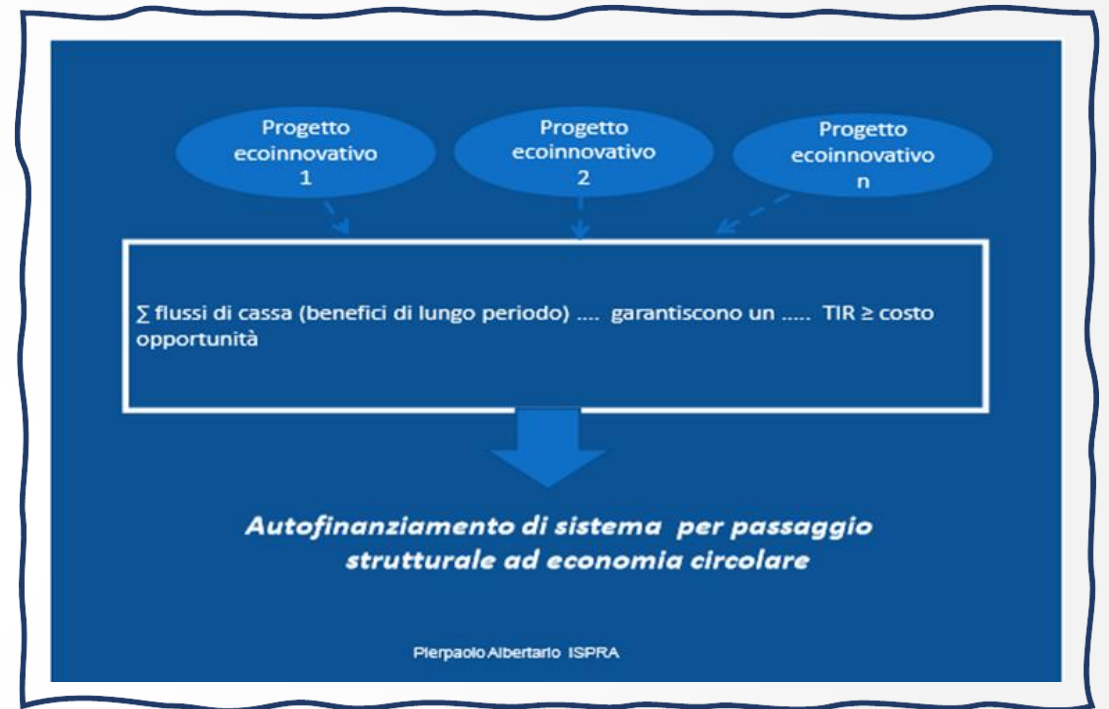 Progetto
ecoinnovativo
1
Progetto
ecoinnovativo
2
Progetto
ecoinnovativo
n
∑ flussi di cassa (benefici di lungo periodo) .... garantiscono un ..... TIR ≥ costo
opportunità
Autofinanziamento di sistema per passaggio
strutturale ad economia circolare
Pierpaolo Albertario ISPRA